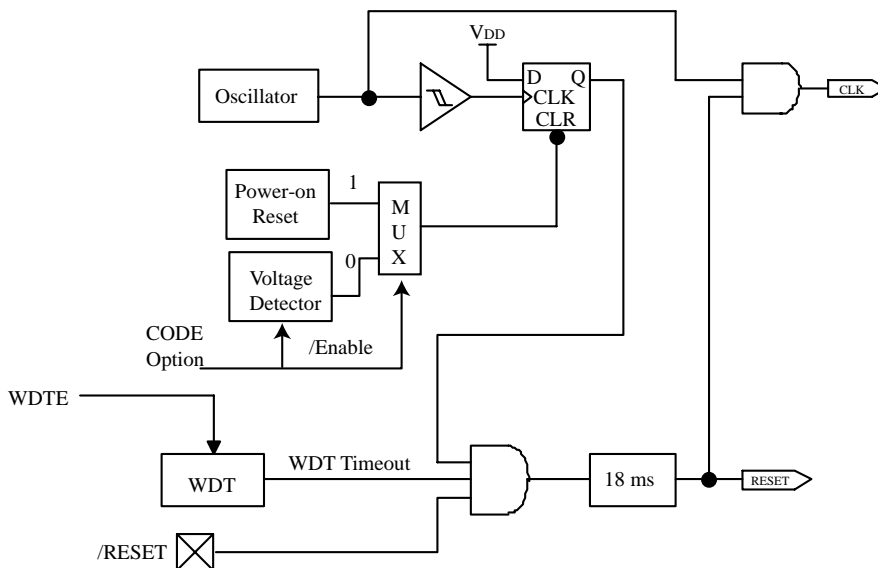 VDD
Oscillator
D Q
CLK
CLR
CLK
Power-on
Reset
1
M
U
X
Voltage
Detector
0
CODE
Option
/Enable
WDTE
WDT
WDT Timeout
18 ms
RESET
/RESET